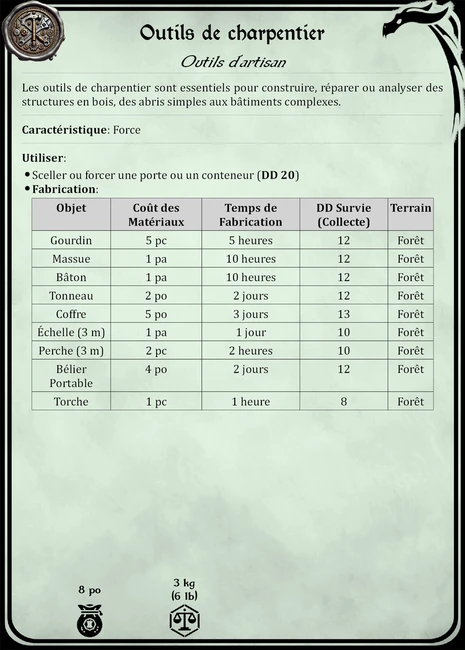 Outils de charpentier
Outils d'artisan
Les outils de charpentier sont essentiels pour construire, réparer ou analyser des
structures en bois, des abris simples aux bâtiments complexes.
Caractéristique: Force
Utiliser:
• Sceller ou forcer une porte ou un conteneur (DD 20)
• Fabrication:
Objet Coût des Matériaux Temps de Fabrication DD Survie (Collecte) Terrain
Gourdin 5 pc 5 heures 12 Forêt
Massue 1 pa 10 heures 12 Forêt
Bâton 1 pa 10 heures 12 Forêt
Tonneau 2 po 2 jours 12 Forêt
Coffre 5 po 3 jours 13 Forêt
Échelle (3 m) 1 pa 1 jour 10 Forêt
Perche (3 m) 2 pc 2 heures 10 Forêt
Bélier Portable 4 po 2 jours 12 Forêt
Torche 1 pc 1 heure 8 Forêt
8 po
3 kg
(6 lb)